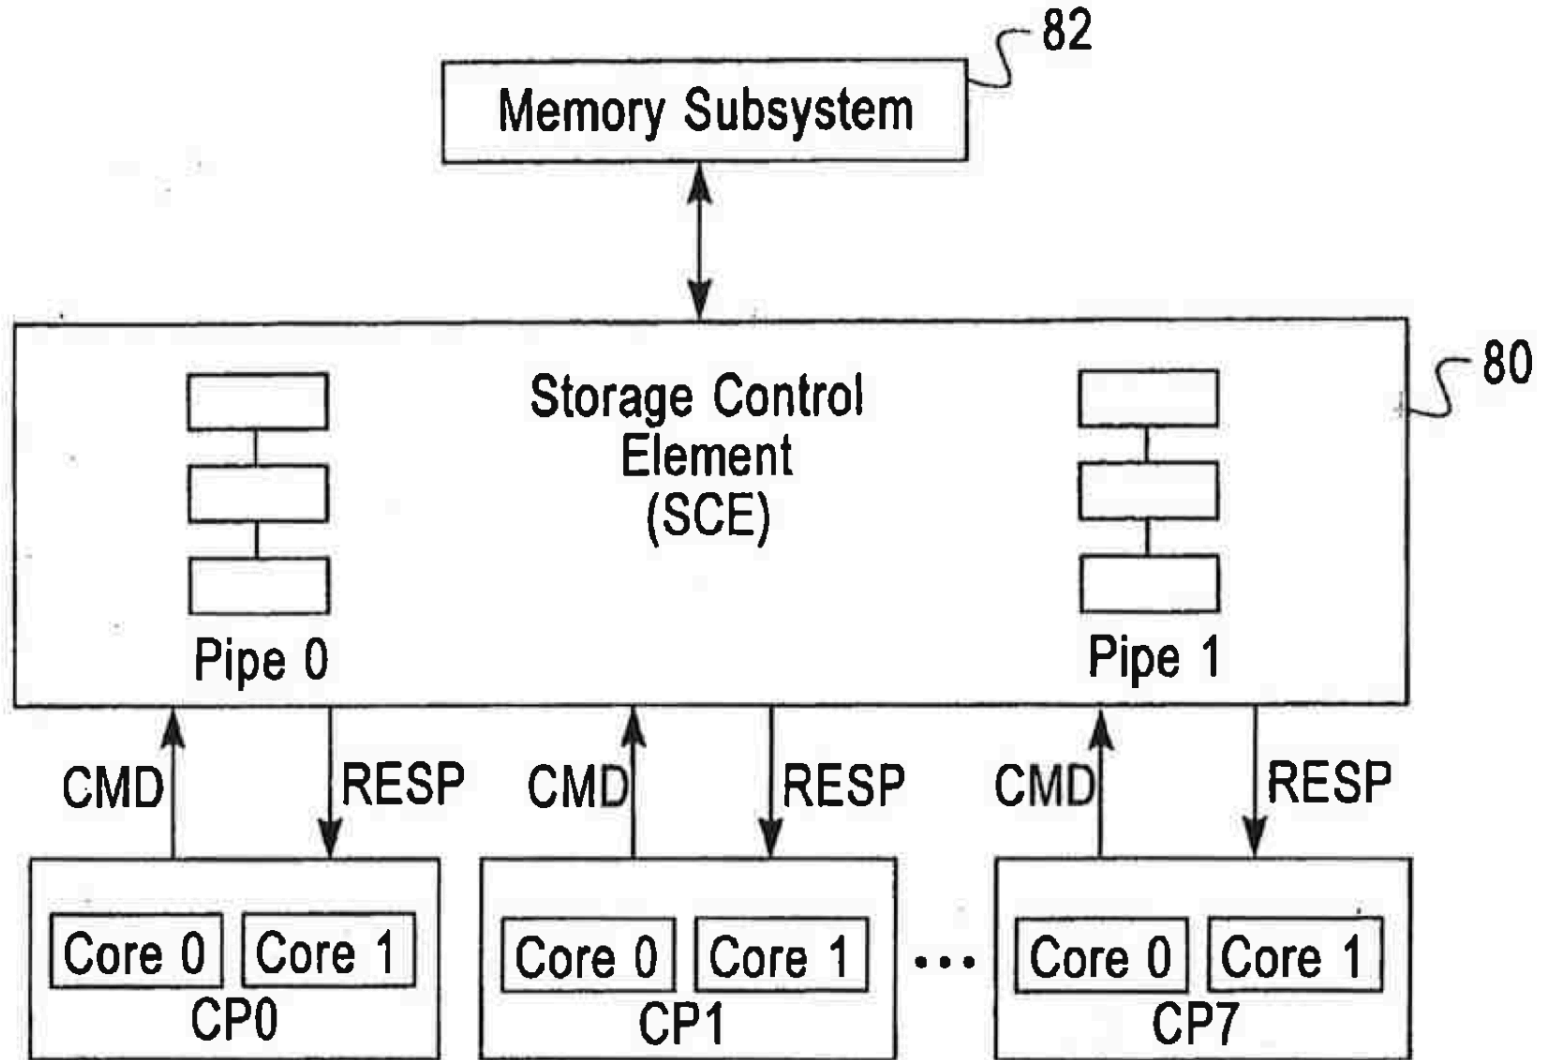 82
Memory Subsystem
80
Storage Control
Element
(SCE)
Pipe 0
Pipe 1
CMD
RESP
CMD
RESP
CMD
RESP
Core 0
Core 1
Core 0
Core 1
...
Core 0
Core 1
CP0
CP1
CP7